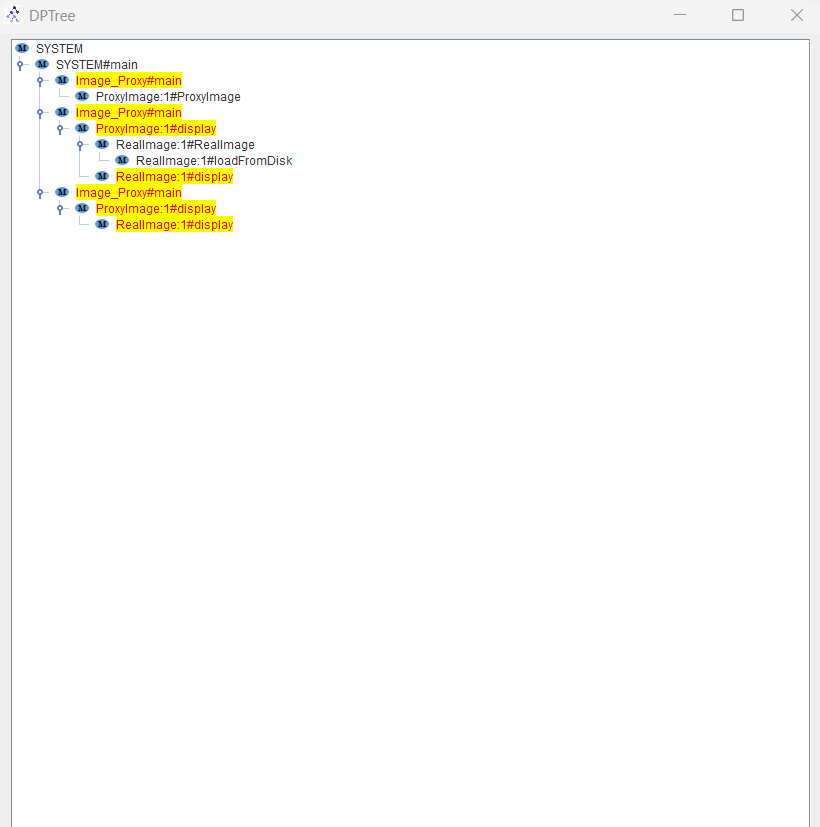 DPTree
SYSTEM
SYSTEM#main
Image_Proxy#main
ProxyImage:1#ProxyImage
Image_Proxy#main
ProxyImage:1#display
RealImage:1#RealImage
RealImage:1#loadFromDisk
RealImage:1#display
Image_Proxy#main
ProxyImage:1#display
RealImage:1#display